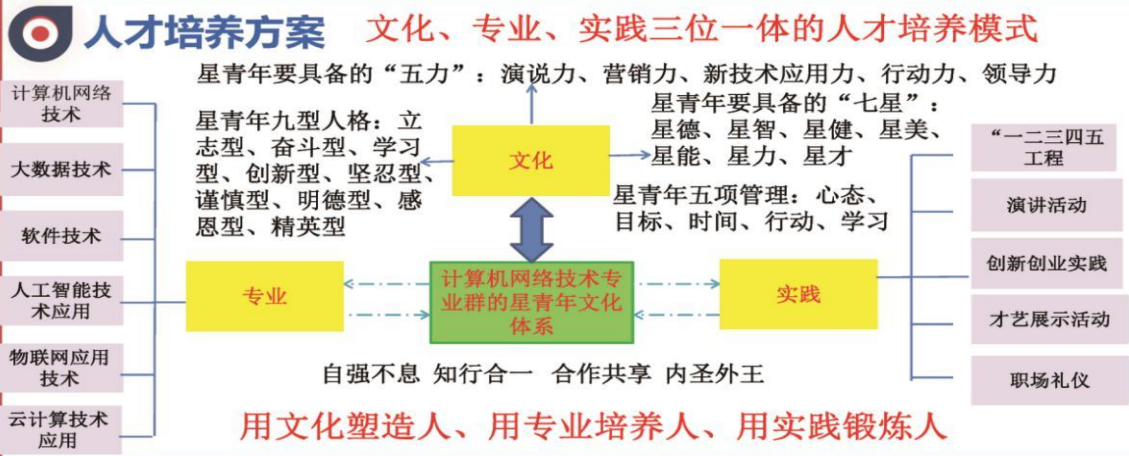 人才培养方案
文化、专业、实践三位一体的人才培养模式
星青年要具备的“五力”：演说力、营销力、新技术应用力、行动力、领导力
计算机网络
技术
大数据技术
软件技术
人工智能技
术应用
物联网应用
技术
云计算技术
应用
星青年九型人格：立
志型、奋斗型、学习
型、创新型、坚忍型、
谨慎型、明德型、感
恩型、精英型
文化
星青年要具备的“七星”：
星德、星智、星健、星美、
星能、星力、星才
星青年五项管理：心态、
目标、时间、行动、学习
专业
计算机网络技术专
业群的星青年文化
体系
实践
“一二三四五
工程
演讲活动
创新创业实践
才艺展示活动
职场礼仪
自强不息 知行合一 合作共享 内圣外王
用文化塑造人、用专业培养人、用实践锻炼人